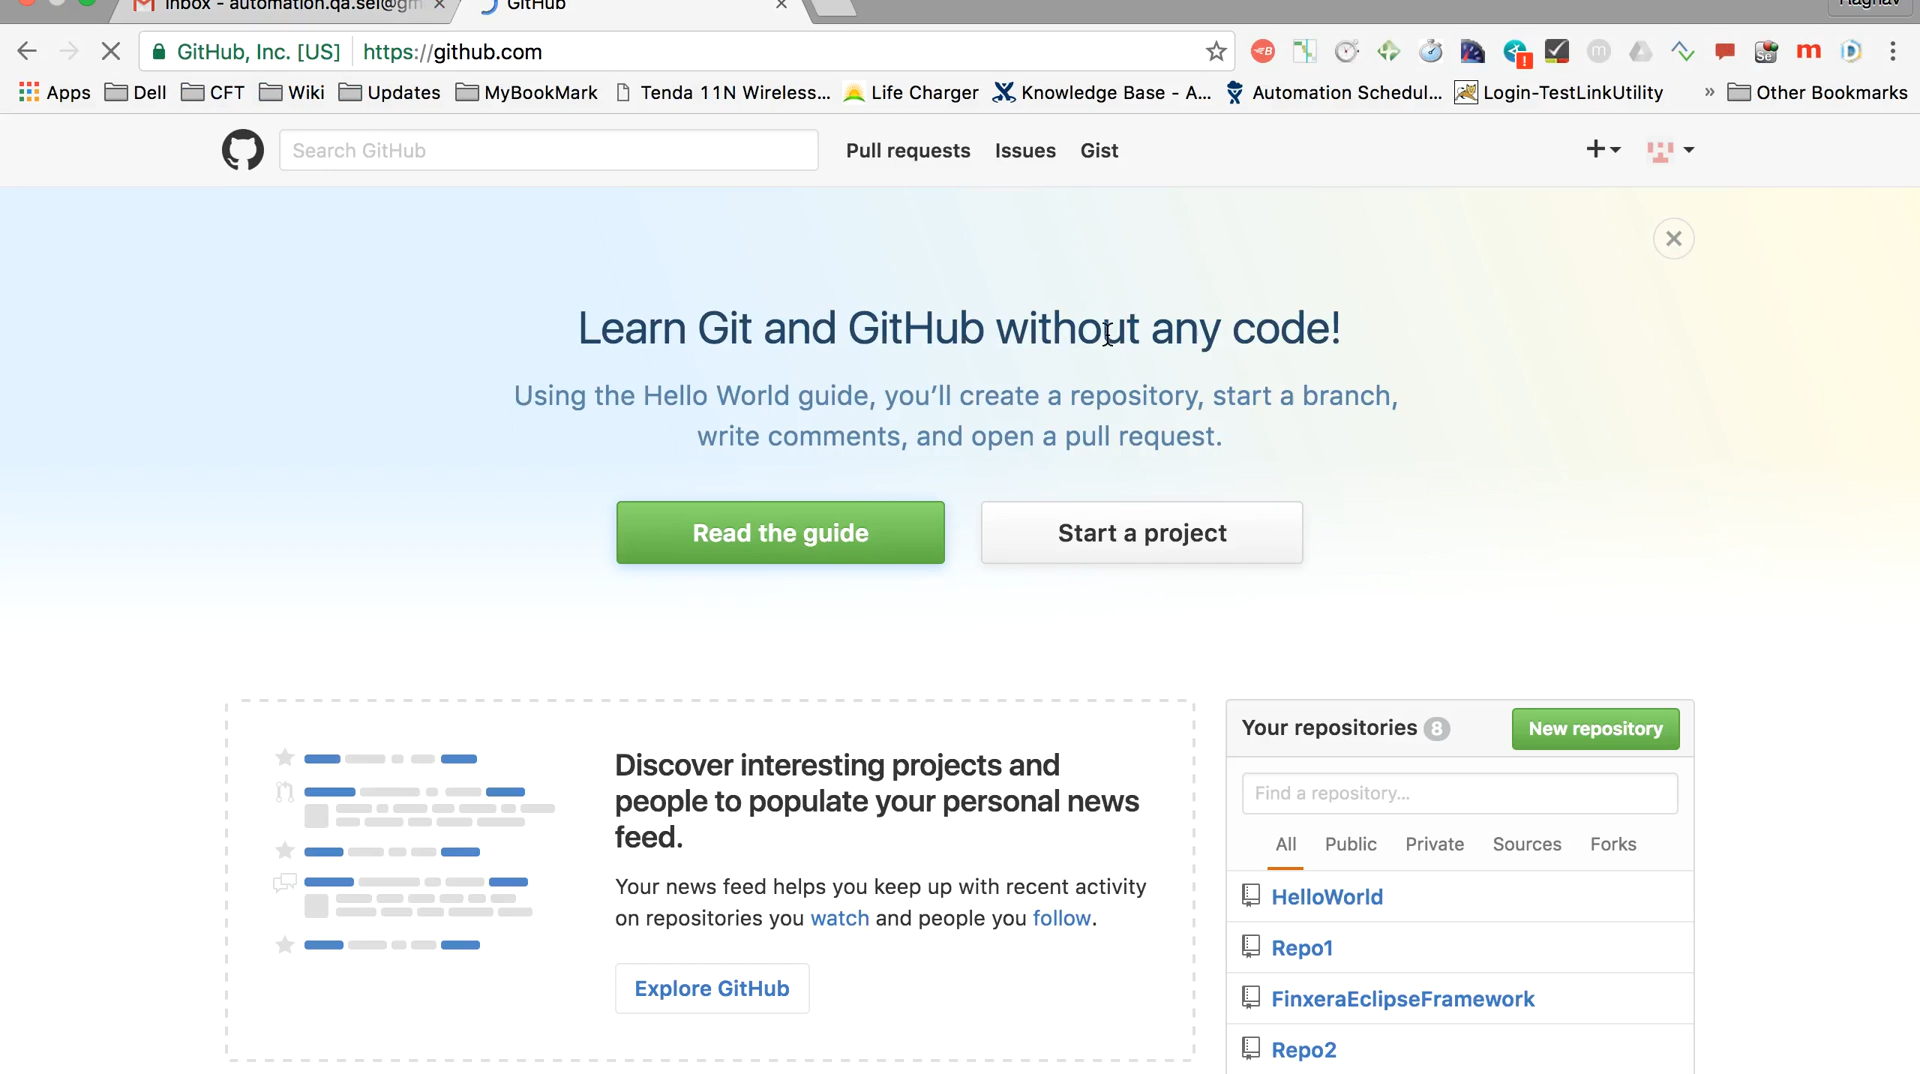 Inbox - automation.qa.sel@gm
GitHub
Raghav
GitHub, Inc. [US] https://github.com
Apps Dell CFT Wiki Updates MyBookMark Tenda 11N Wireless... Life Charger Knowledge Base - A... Automation Schedul... Login-TestLinkUtility » Other Bookmarks
Search GitHub Pull requests Issues Gist
Learn Git and GitHub without any code!
Using the Hello World guide, you’ll create a repository, start a branch,
write comments, and open a pull request.
Read the guide Start a project
Discover interesting projects and
people to populate your personal news
feed.
Your news feed helps you keep up with recent activity
on repositories you watch and people you follow.
Explore GitHub
Your repositories 8 New repository
Find a repository...
All Public Private Sources Forks
HelloWorld
Repo1
FinxeraEclipseFramework
Repo2